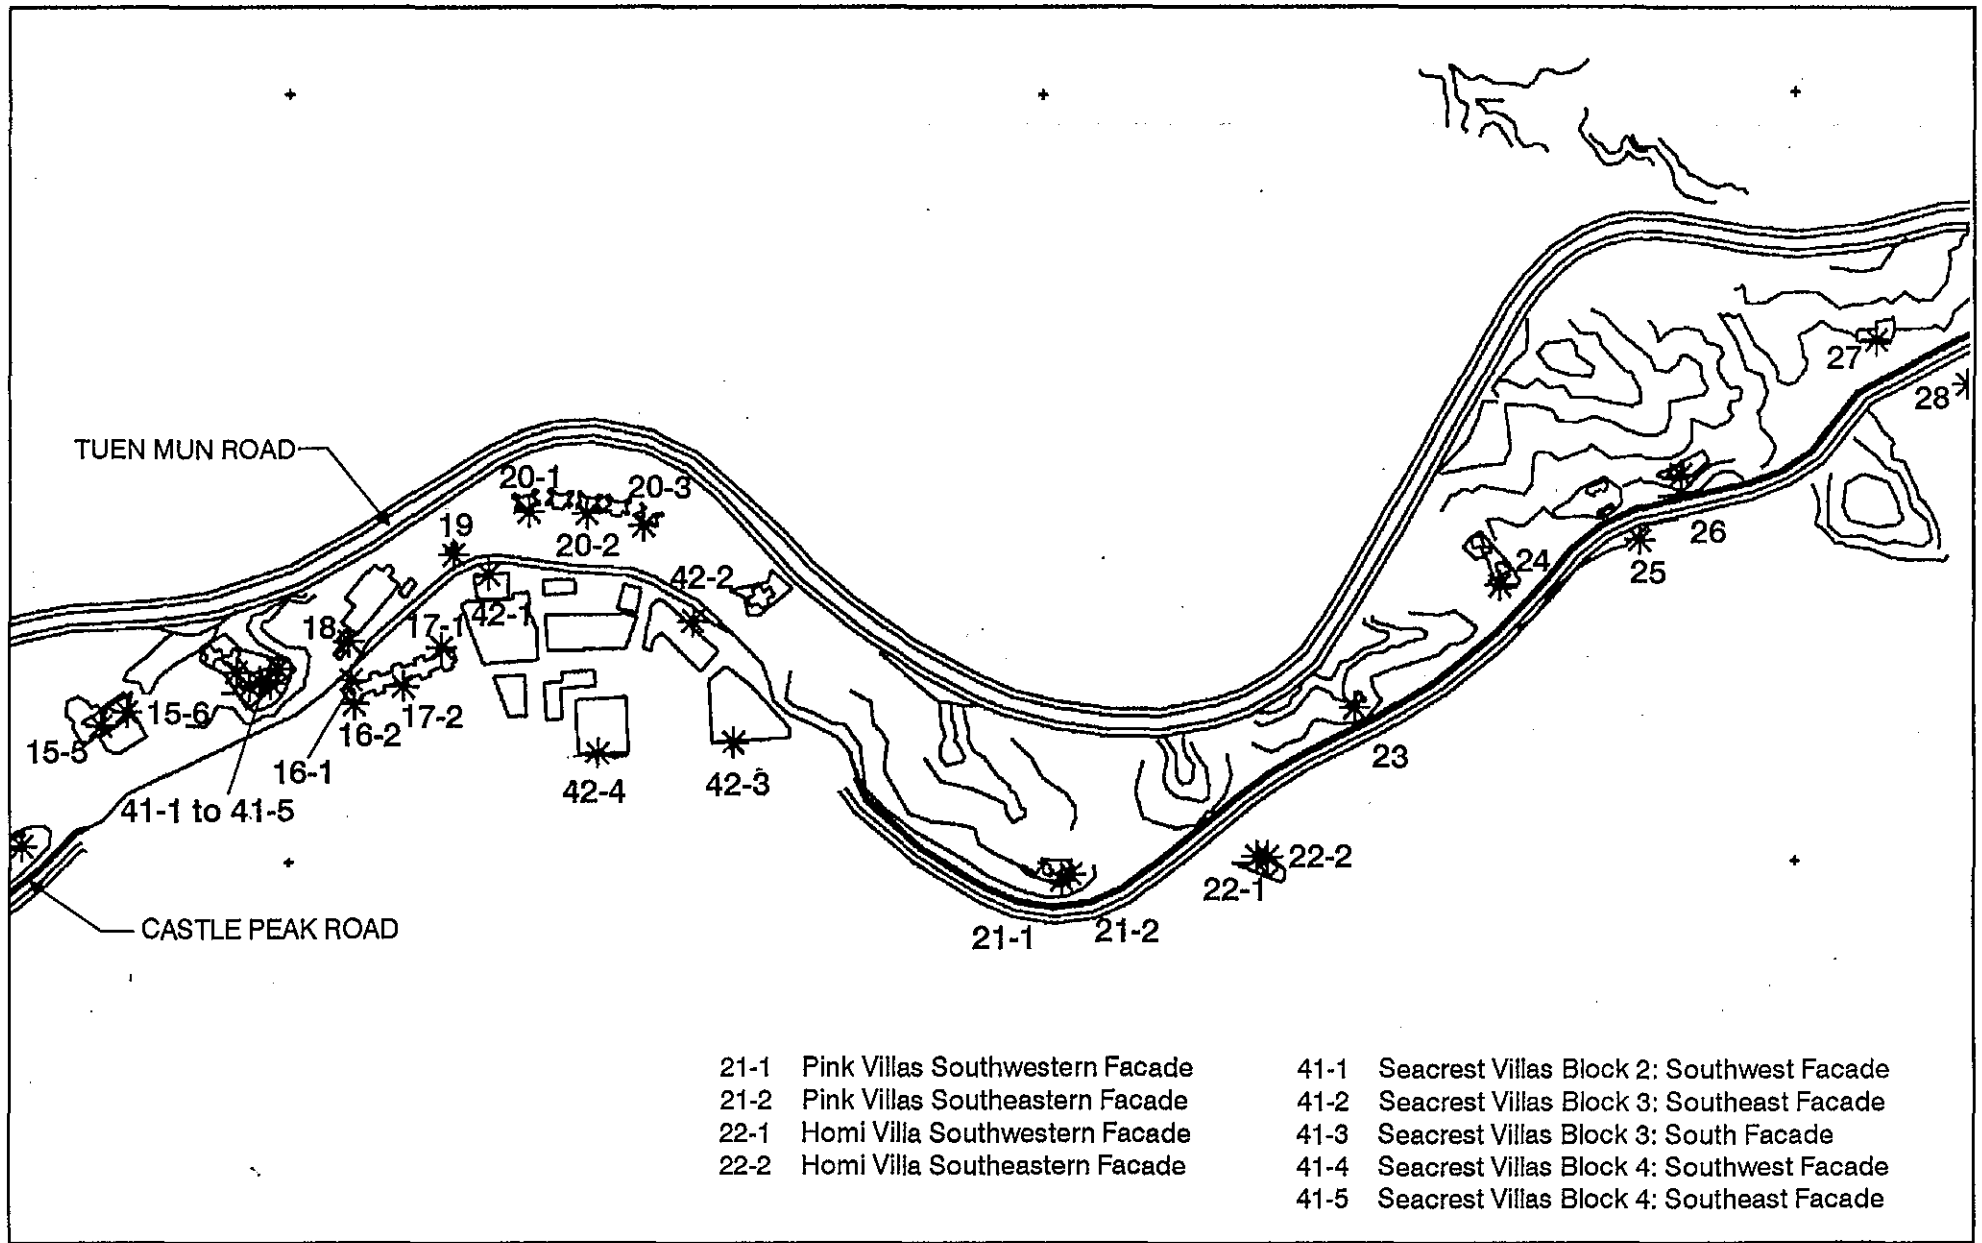 27
28
TUEN MUN ROAD
20-1
20-3
19
20-2
26
24
25
42-2
42-1
18
17-1
15-6
17-2
16-2
15-5
16-1
23
42-4
42-3
41-1 to 41-5
22-2
22-1
CASTLE PEAK ROAD
21-1
21-2
21-1 Pink Villas Southwestern Facade
21-2 Pink Villas Southeastern Facade
22-1 Homi Villa Southwestern Facade
22-2 Homi Villa Southeastern Facade
41-1 Seacrest Villas Block 2: Southwest Facade
41-2 Seacrest Villas Block 3: Southeast Facade
41-3 Seacrest Villas Block 3: South Facade
41-4 Seacrest Villas Block 4: Southwest Facade
41-5 Seacrest Villas Block 4: Southeast Facade